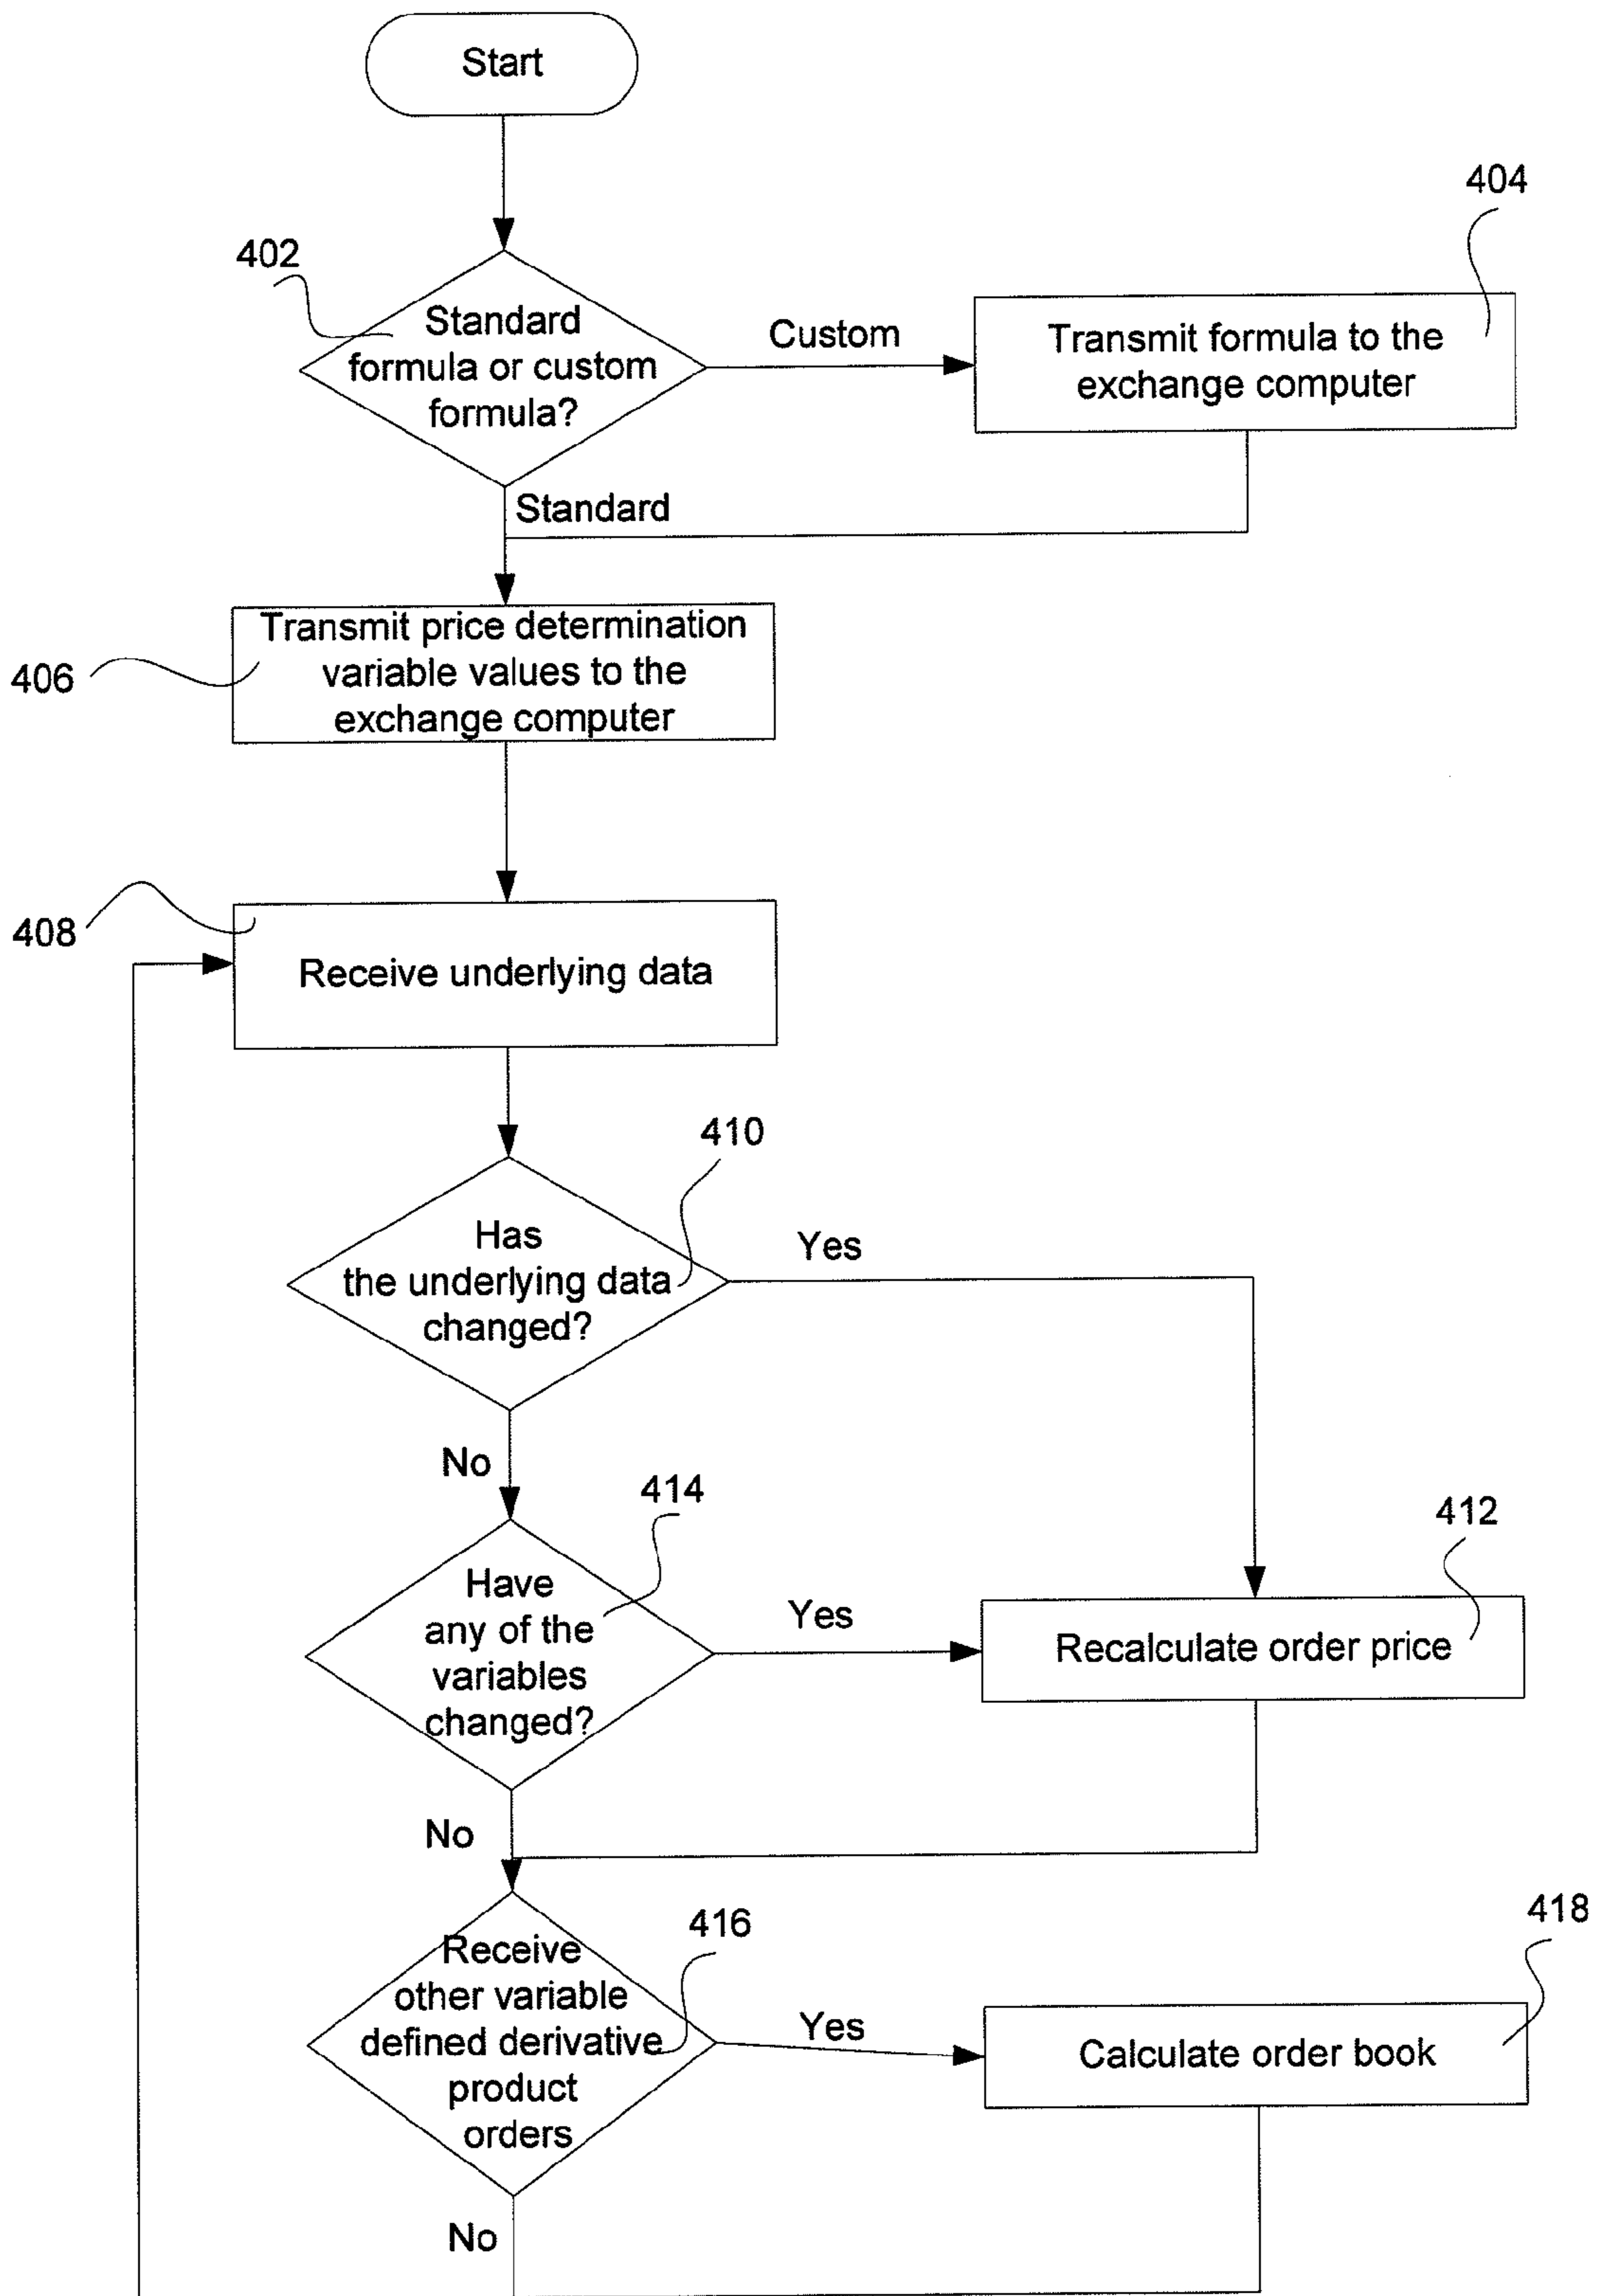 Start
402
Standard
formula or custom
formula?
Custom
404
Transmit formula to the
exchange computer
Standard
406
Transmit price determination
variable values to the
exchange computer
408
Receive underlying data
410
Has
the underlying data
changed?
Yes
No
414
Have
any of the
variables
changed?
Yes
412
Recalculate order price
No
416
Receive
other variable
defined derivative
product
orders
Yes
418
Calculate order book
No